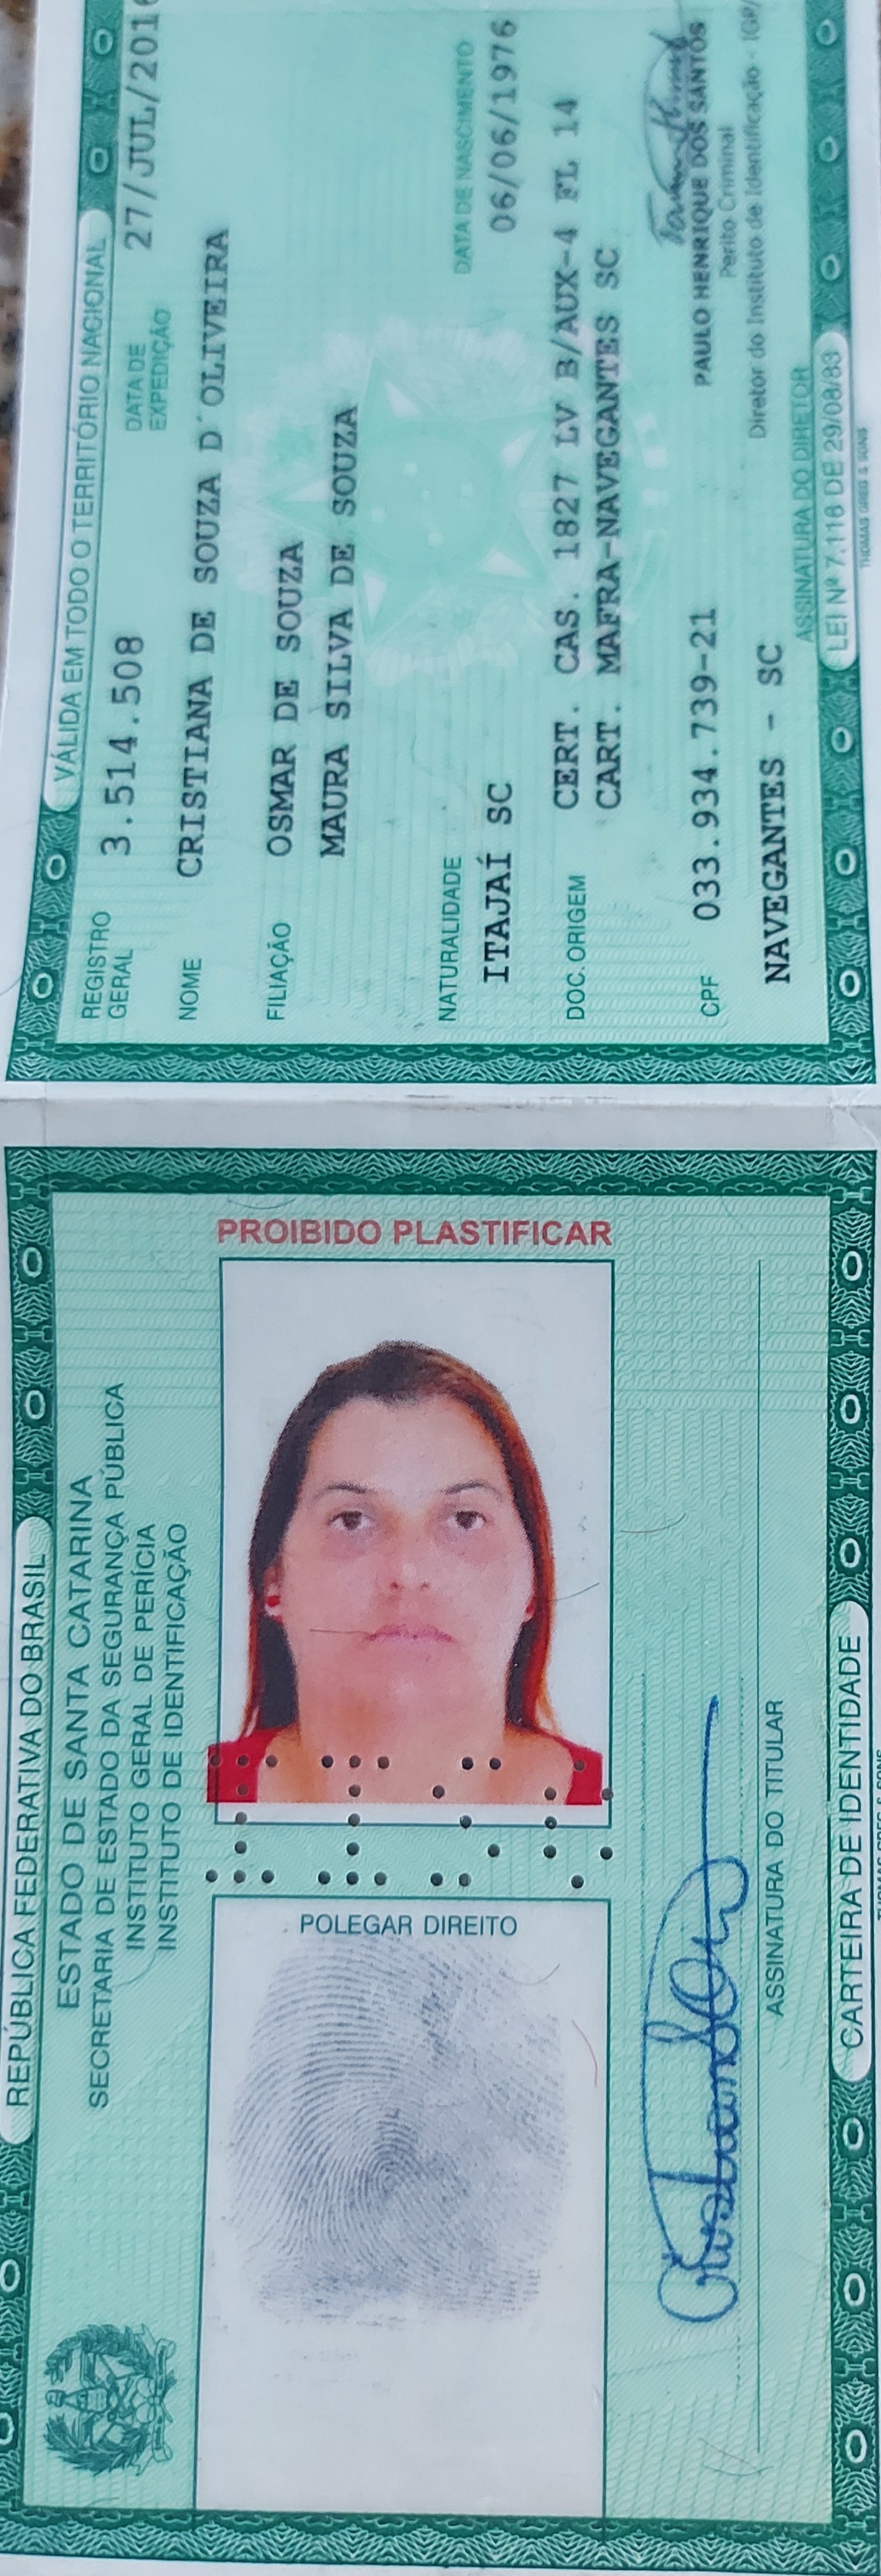 VÁLIDA EM TODO O TERRITÓRIO NACIONAL
REGISTRO GERAL 3.514.508 DATA DE EXPEDIÇÃO 27/JUL/2016
NOME CRISTIANA DE SOUZA D´OLIVEIRA
FILIAÇÃO OSMAR DE SOUZA
MAURA SILVA DE SOUZA
NATURALIDADE DATA DE NASCIMENTO
ITAJAÍ SC 06/06/1976
DOC. ORIGEM CERT. CAS. 1827 LV B/AUX-4 FL 14
CART. MAFRA-NAVEGANTES SC
CPF 033.934.739-21
PAULO HENRIQUE DOS SANTOS
Perito Criminal
Diretor do Instituto de Identificação - IGP/
NAVEGANTES - SC
ASSINATURA DO DIRETOR
LEI Nº 7.116 DE 29/08/83
THOMAS GREG & SONS
REPÚBLICA FEDERATIVA DO BRASIL
ESTADO DE SANTA CATARINA
SECRETARIA DE ESTADO DA SEGURANÇA PÚBLICA
INSTITUTO GERAL DE PERÍCIA
INSTITUTO DE IDENTIFICAÇÃO
PROIBIDO PLASTIFICAR
POLEGAR DIREITO
ASSINATURA DO TITULAR
CARTEIRA DE IDENTIDADE
THOMAS GREG & SONS